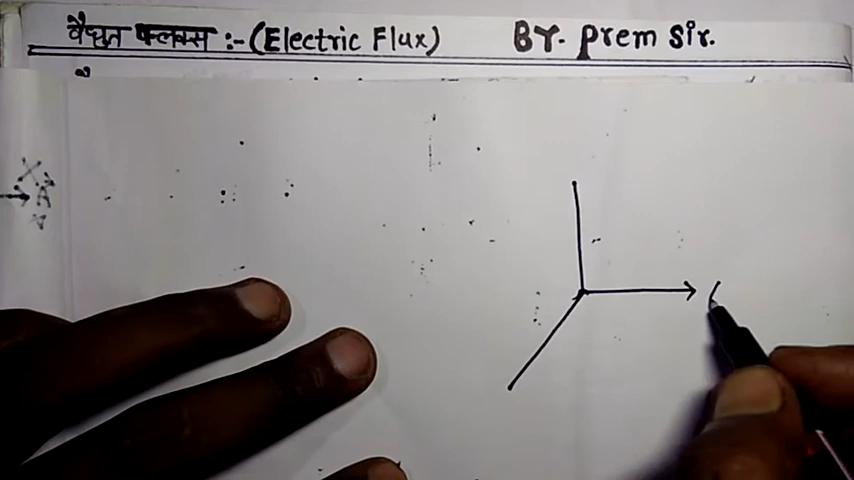 वैद्युत फ्लक्स :- (Electric Flux) BY- Prem Sir.